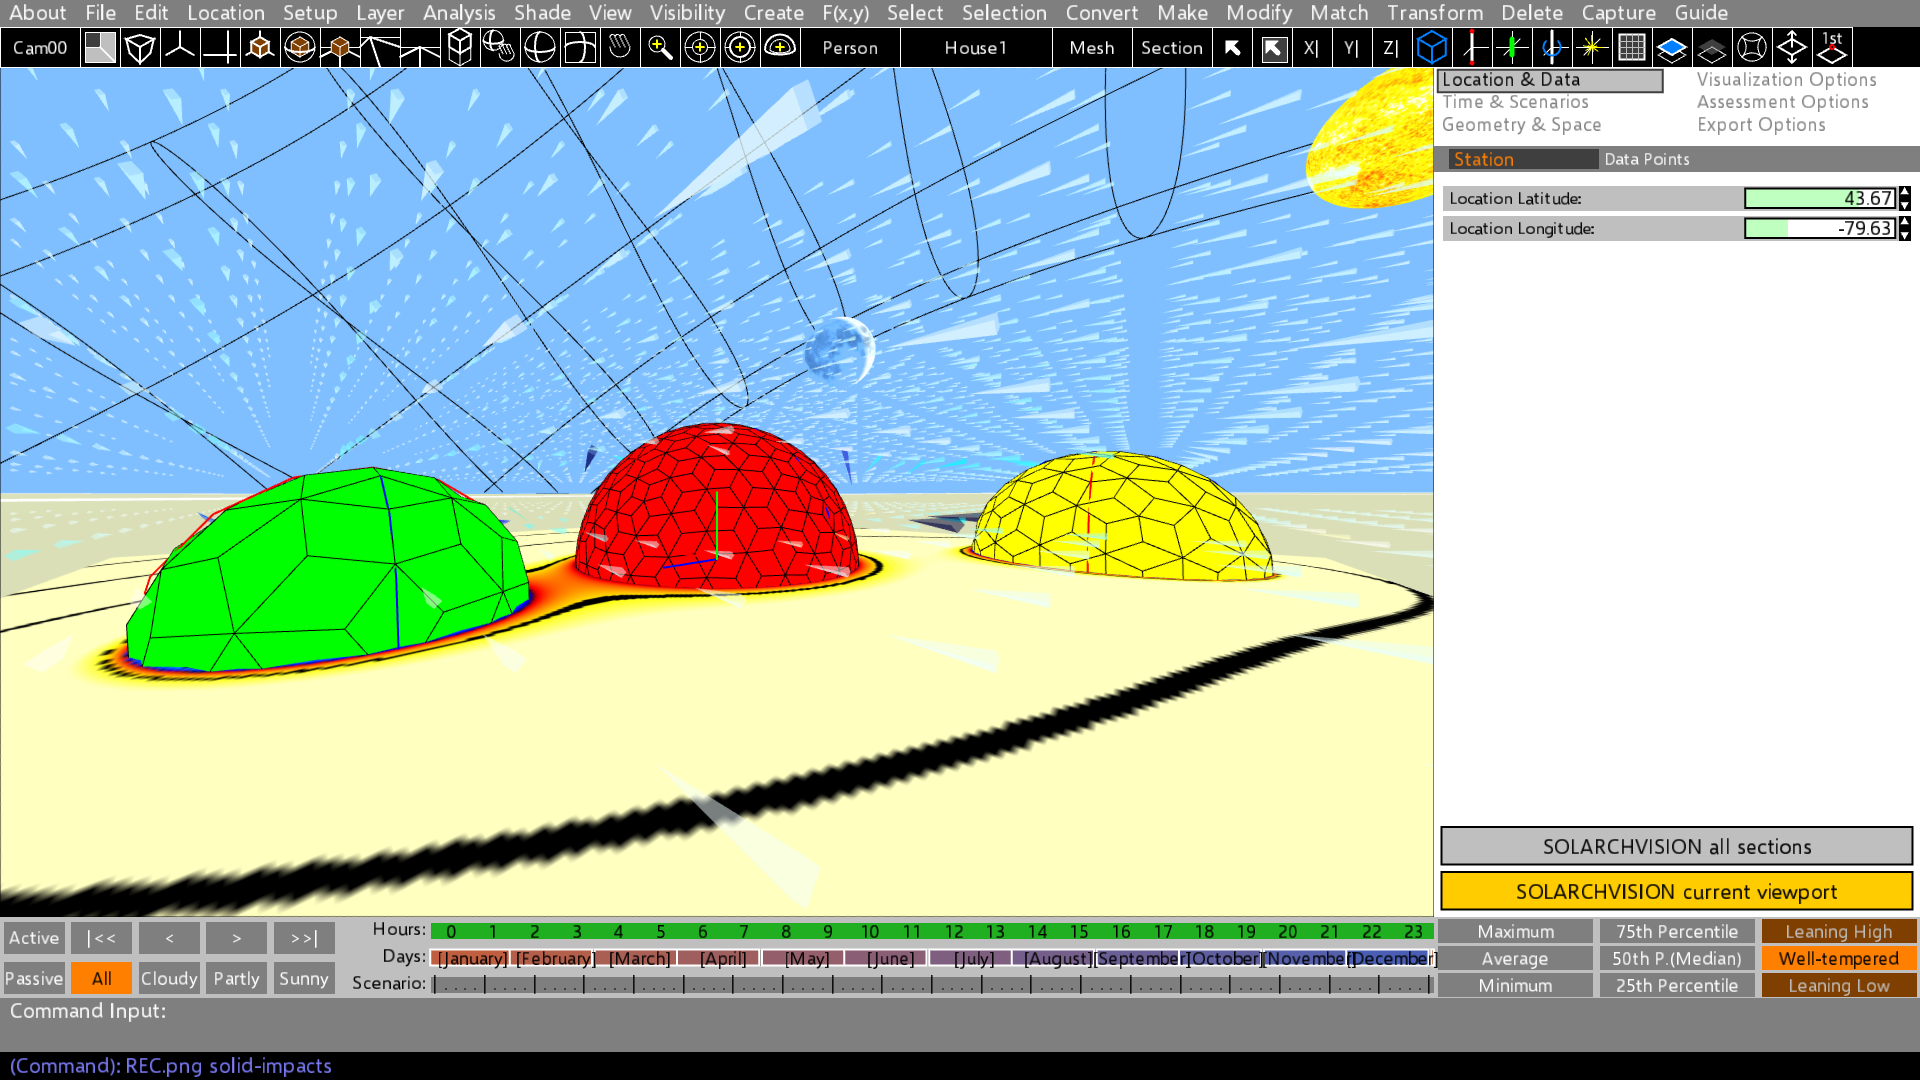 About File Edit Location Setup Layer Analysis Shade View Visibility Create F(x,y) Select Selection Convert Make Modify Match Transform Delete Capture Guide
Cam00 Person House1 Mesh Section X| Y| Z| 1st
Location & Data Visualization Options
Time & Scenarios Assessment Options
Geometry & Space Export Options
Station Data Points
Location Latitude: 43.67
Location Longitude: -79.63
SOLARCHVISION all sections
SOLARCHVISION current viewport
Active |<< < > >>|
Passive All Cloudy Partly Sunny
Hours: 0 1 2 3 4 5 6 7 8 9 10 11 12 13 14 15 16 17 18 19 20 21 22 23
Days: [January] [February] [March] [April] [May] [June] [July] [August] [September] [October] [November] [December]
Scenario:
Maximum 75th Percentile Leaning High
Average 50th P.(Median) Well-tempered
Minimum 25th Percentile Leaning Low
Command Input:
(Command): REC.png solid-impacts